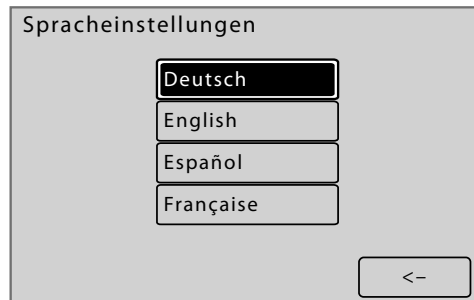 Spracheinstellungen
Deutsch
English
Español
Française
<–